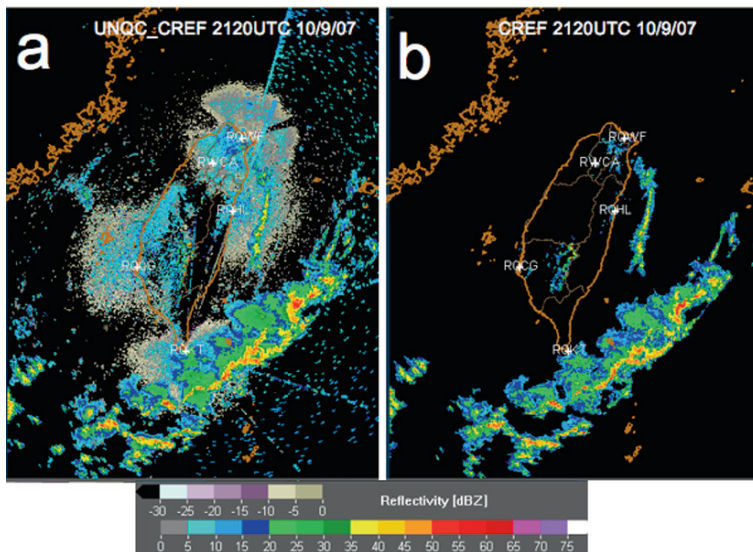 a
UNQC_CREF 2120UTC 10/9/07
RCWF
RWCA
RCHL
RCCG
b
CREF 2120UTC 10/9/07
RCWF
RWCA
RCHL
RCCG
Reflectivity [dBZ]
-30 -25 -20 -15 -10 -5 0
0 5 10 15 20 25 30 35 40 45 50 55 60 65 70 75